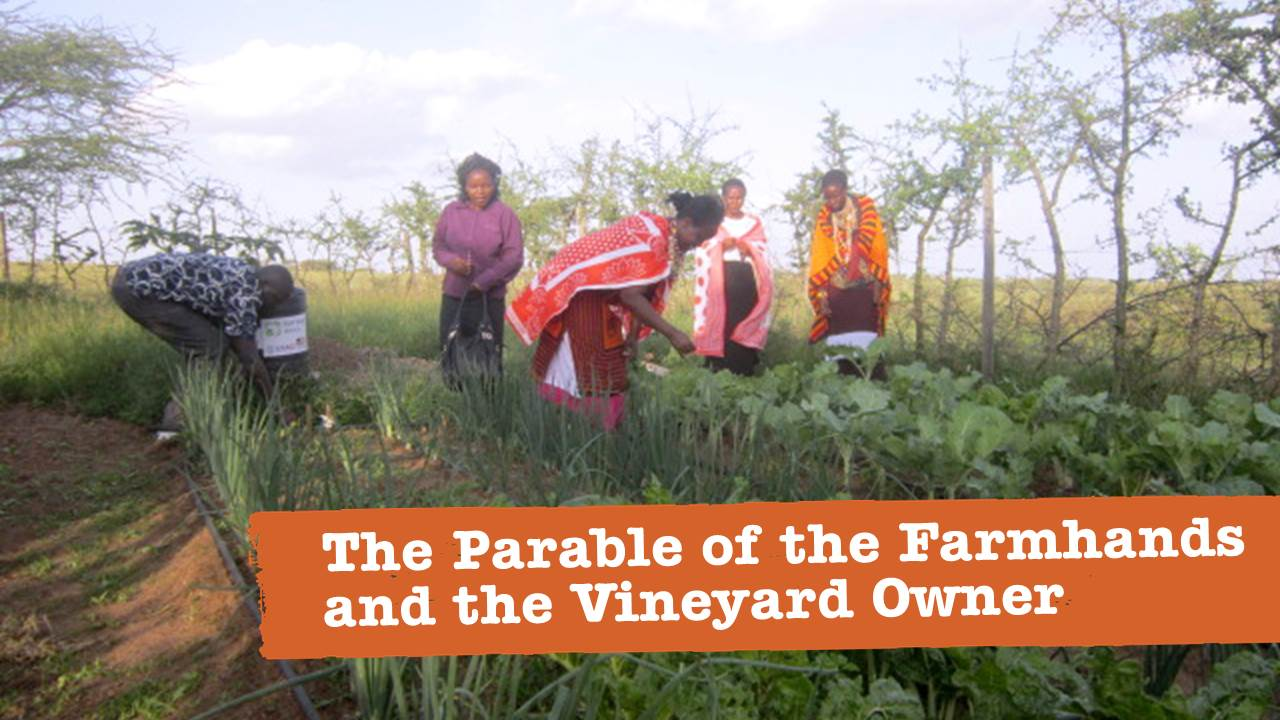 The Parable of the Farmhands
and the Vineyard Owner